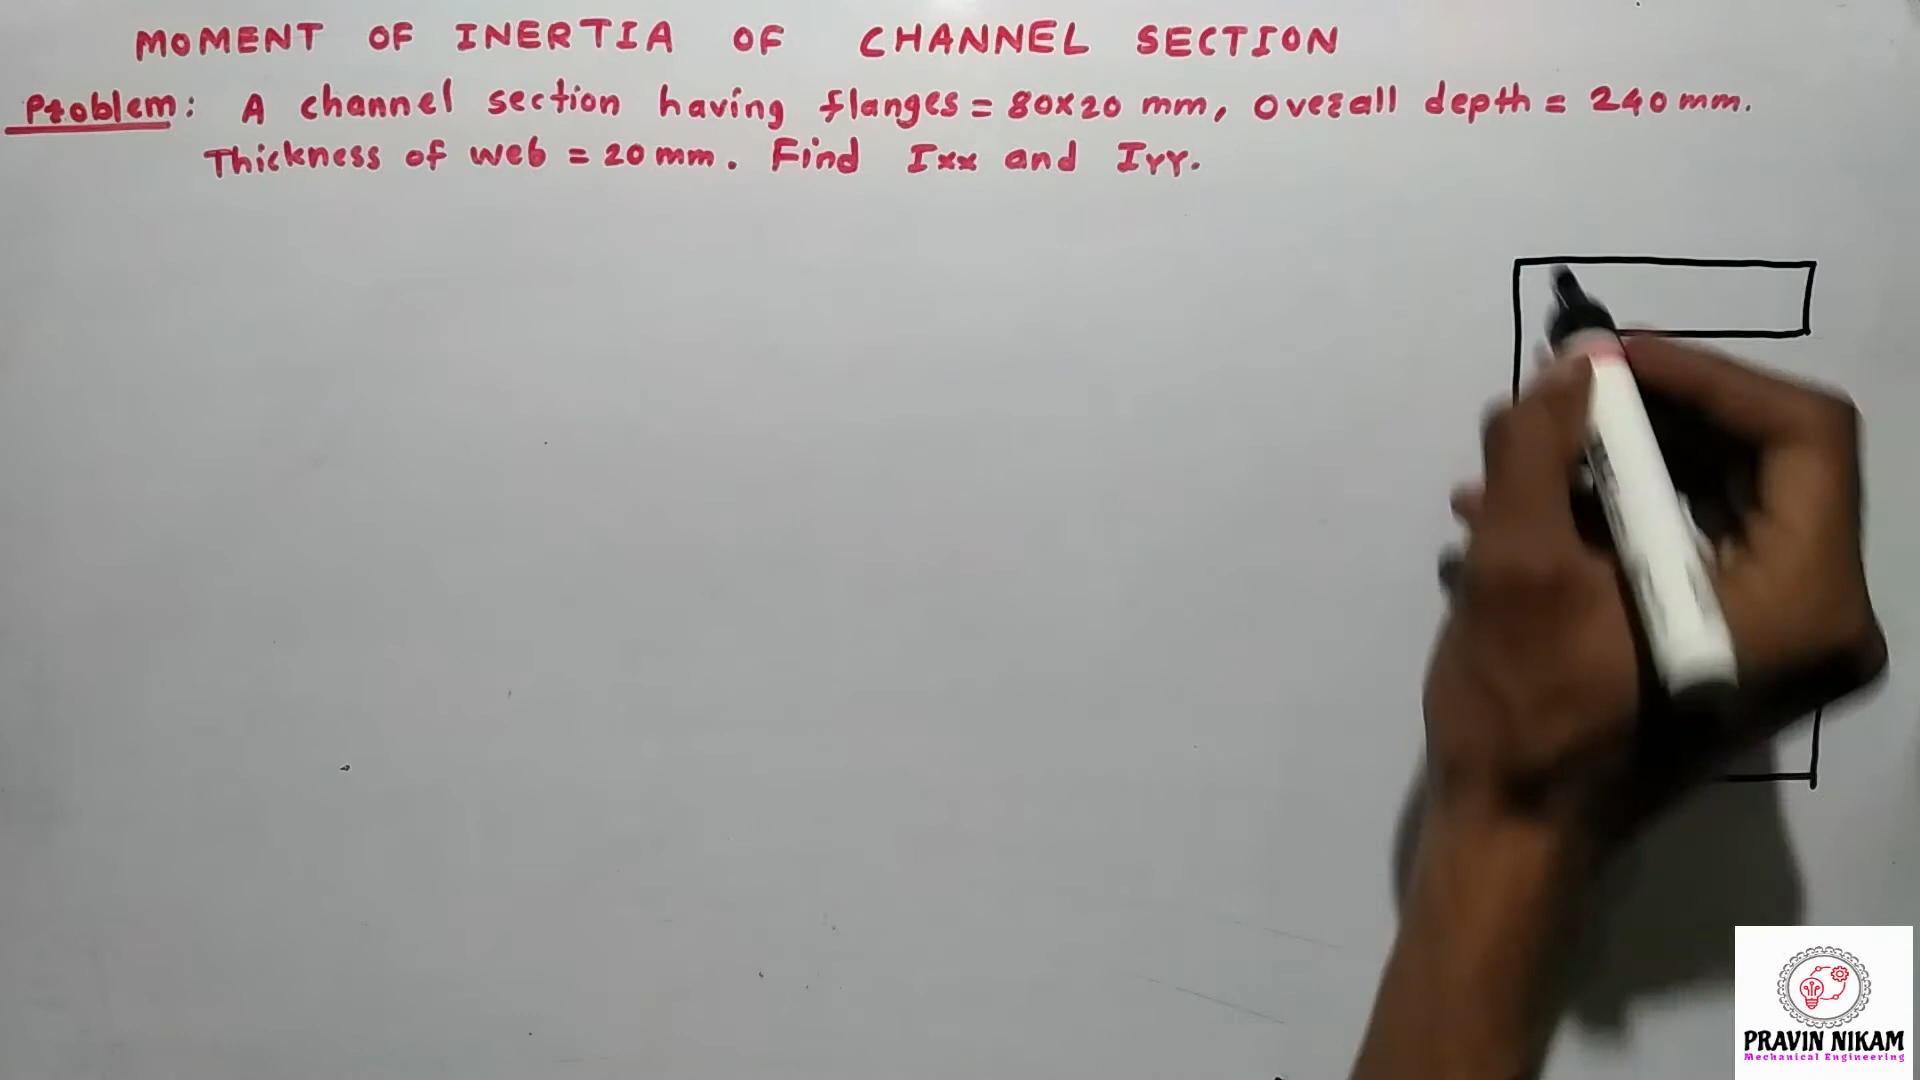 MOMENT OF INERTIA OF CHANNEL SECTION
Problem: A channel section having flanges = 80x20 mm, overall depth = 240 mm.
Thickness of web = 20 mm. Find Ixx and IYY.
PRAVIN NIKAM
Mechanical Engineering